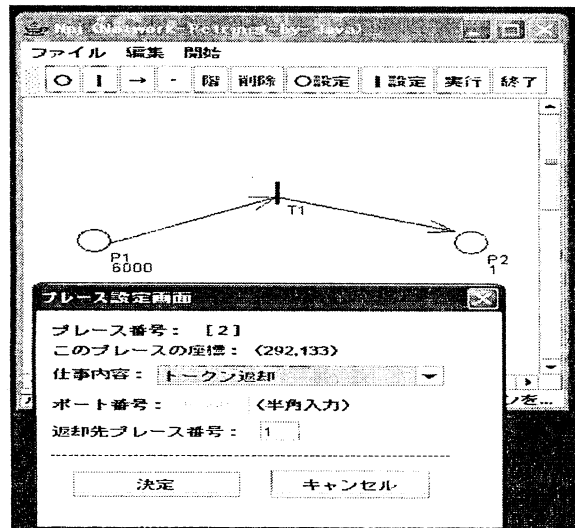 ファイル 編集 開始
○ ┃ → - 階 削除 ○設定 ┃設定 実行 終了
T1
P1
6000
P2
1
プレース設定画面
プレース番号： [2]
このプレースの座標：(292,133)
仕事内容： トークン返却
ポート番号： (半角入力)
返却先プレース番号： 1
決定 キャンセル